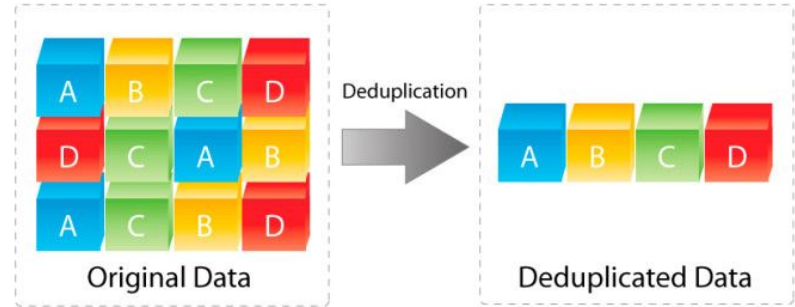 A B C D
D C A B
A C B D
Original Data
Deduplication
A B C D
Deduplicated Data